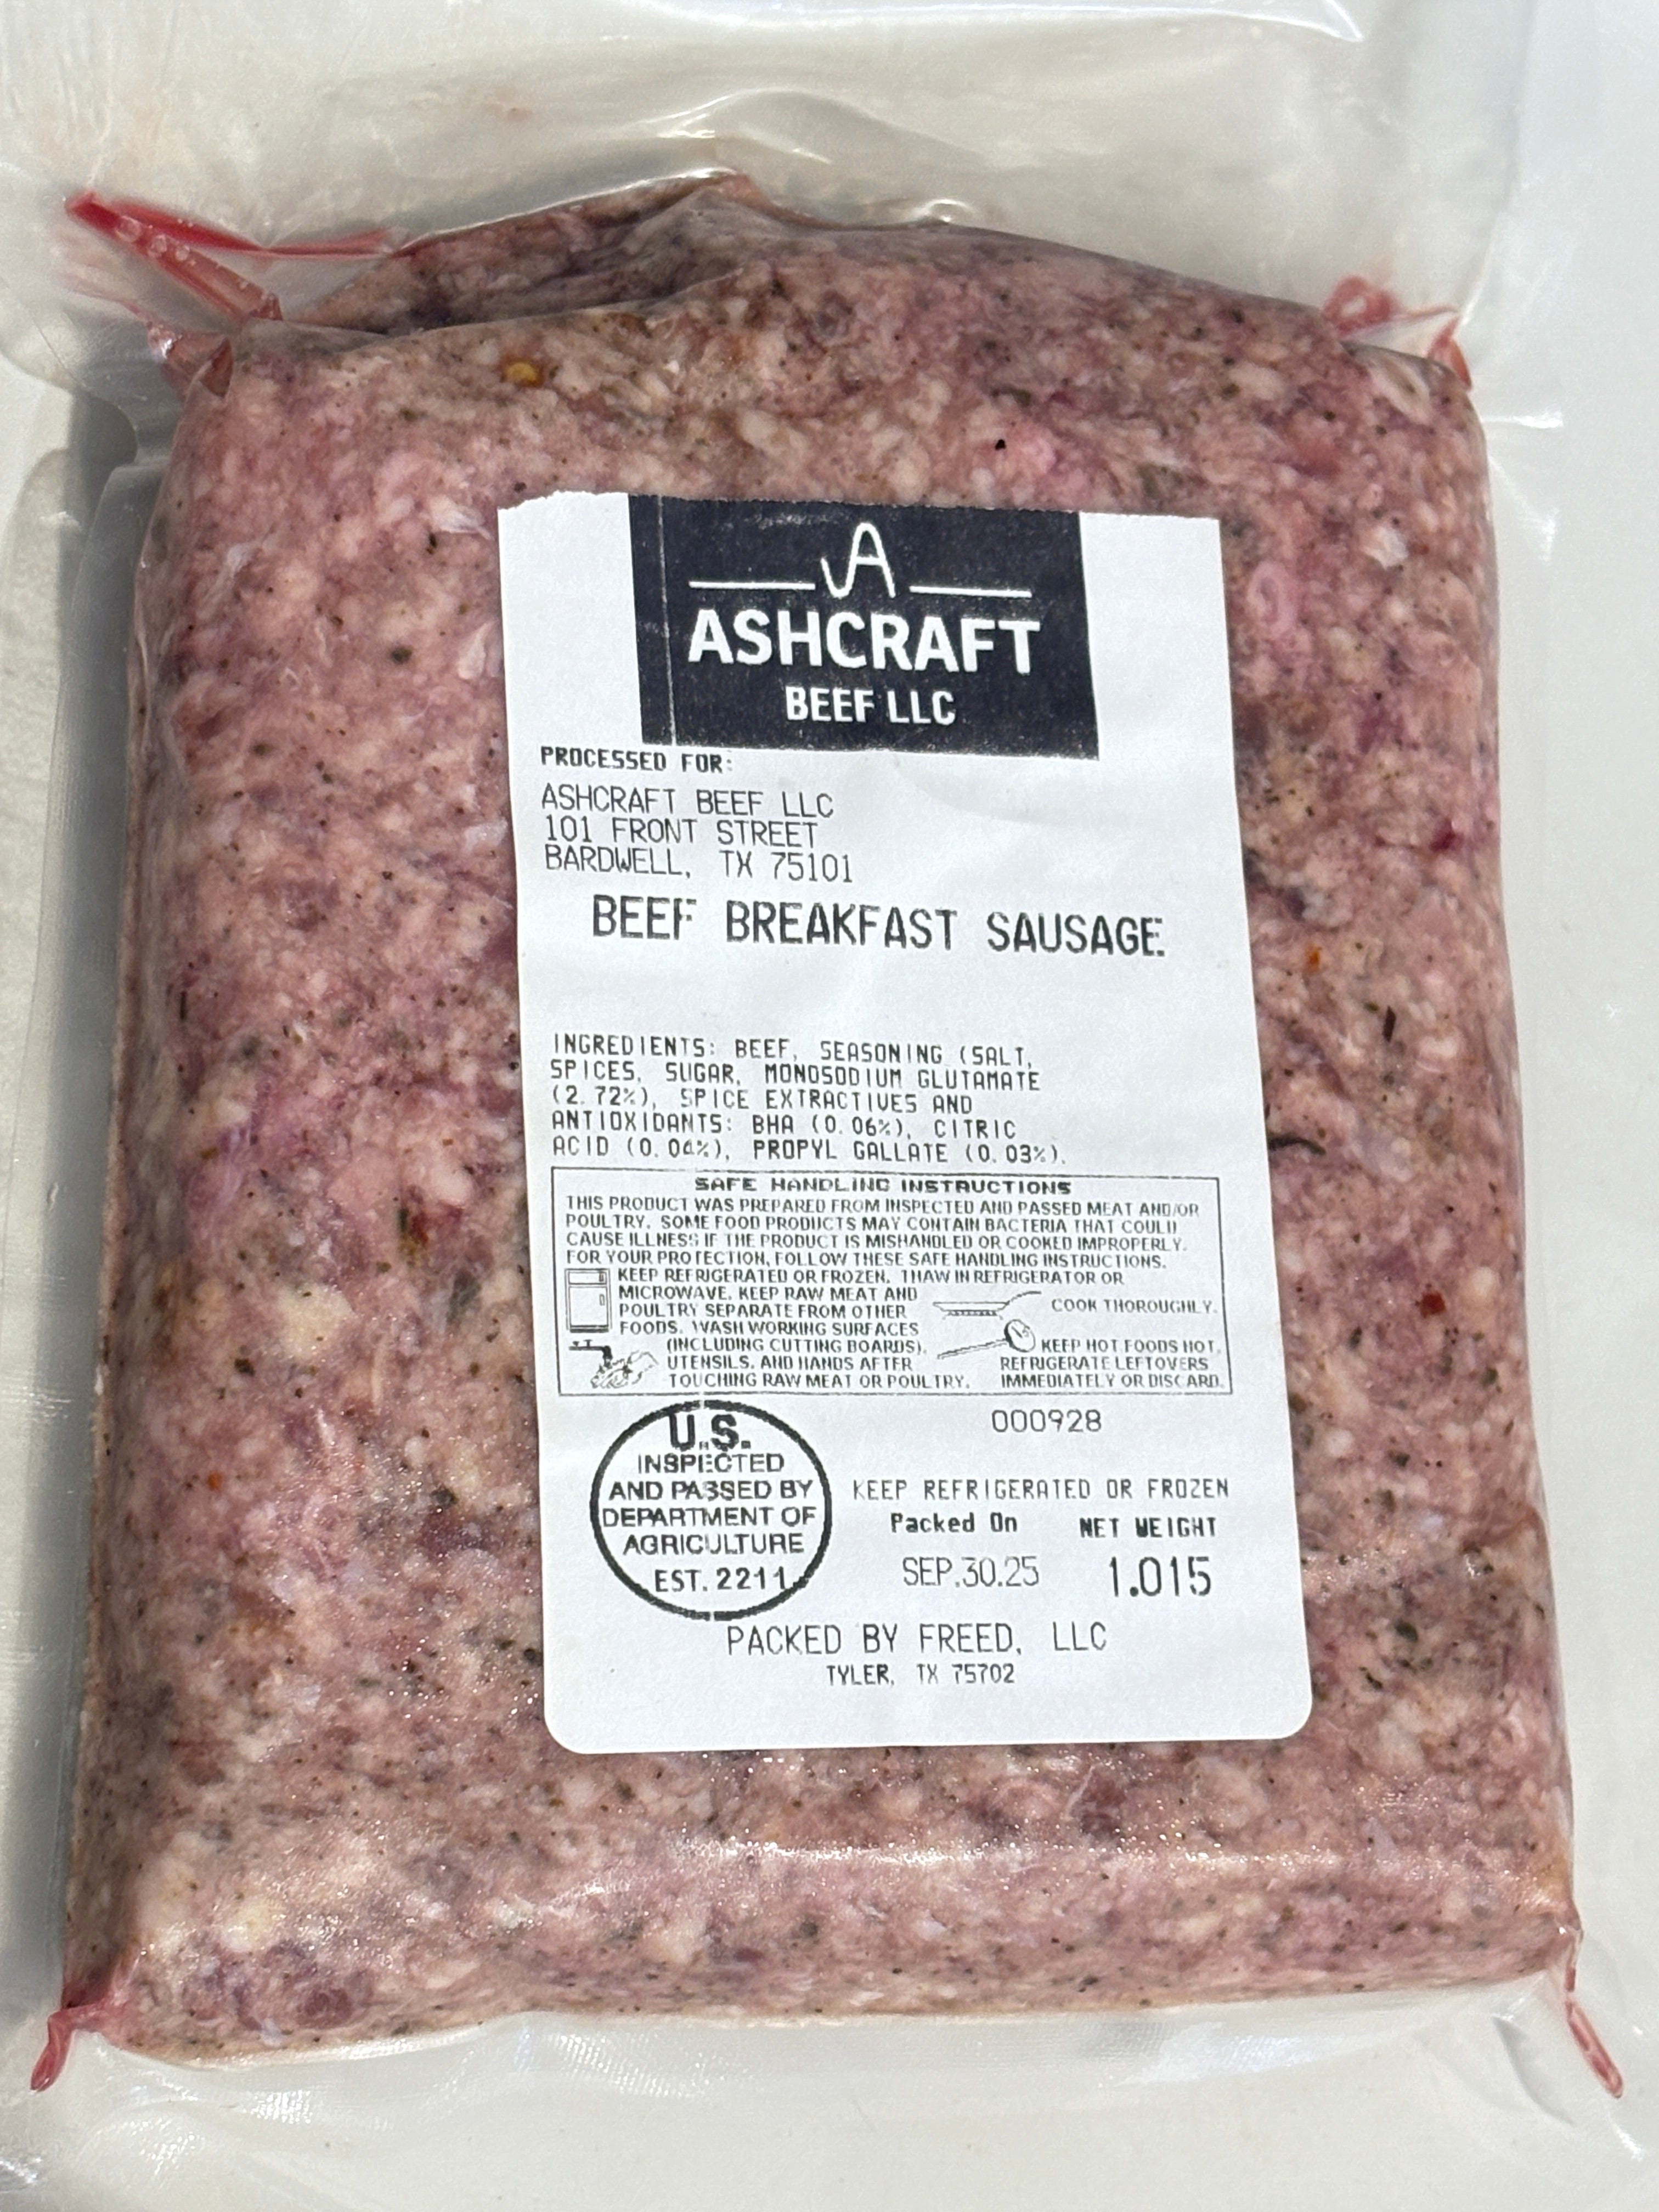 A
ASHCRAFT
BEEF LLC
PROCESSED FOR:
ASHCRAFT BEEF LLC
101 FRONT STREET
BARDWELL, TX 75101
BEEF BREAKFAST SAUSAGE
INGREDIENTS: BEEF, SEASONING (SALT,
SPICES, SUGAR, MONOSODIUM GLUTAMATE
(2.72%), SPICE EXTRACTIVES AND
ANTIOXIDANTS: BHA (0.06%), CITRIC
ACID (0.04%), PROPYL GALLATE (0.03%).
SAFE HANDLING INSTRUCTIONS
THIS PRODUCT WAS PREPARED FROM INSPECTED AND PASSED MEAT AND/OR
POULTRY. SOME FOOD PRODUCTS MAY CONTAIN BACTERIA THAT COULD
CAUSE ILLNESS IF THE PRODUCT IS MISHANDLED OR COOKED IMPROPERLY.
FOR YOUR PROTECTION, FOLLOW THESE SAFE HANDLING INSTRUCTIONS.
KEEP REFRIGERATED OR FROZEN. THAW IN REFRIGERATOR OR
MICROWAVE. KEEP RAW MEAT AND
POULTRY SEPARATE FROM OTHER
FOODS. WASH WORKING SURFACES
(INCLUDING CUTTING BOARDS),
UTENSILS, AND HANDS AFTER
TOUCHING RAW MEAT OR POULTRY.
COOK THOROUGHLY.
KEEP HOT FOODS HOT.
REFRIGERATE LEFTOVERS
IMMEDIATELY OR DISCARD.
000928
U.S.
INSPECTED
AND PASSED BY
DEPARTMENT OF
AGRICULTURE
EST. 2211
KEEP REFRIGERATED OR FROZEN
Packed On NET WEIGHT
SEP.30.25 1.015
PACKED BY FREED, LLC
TYLER, TX 75702